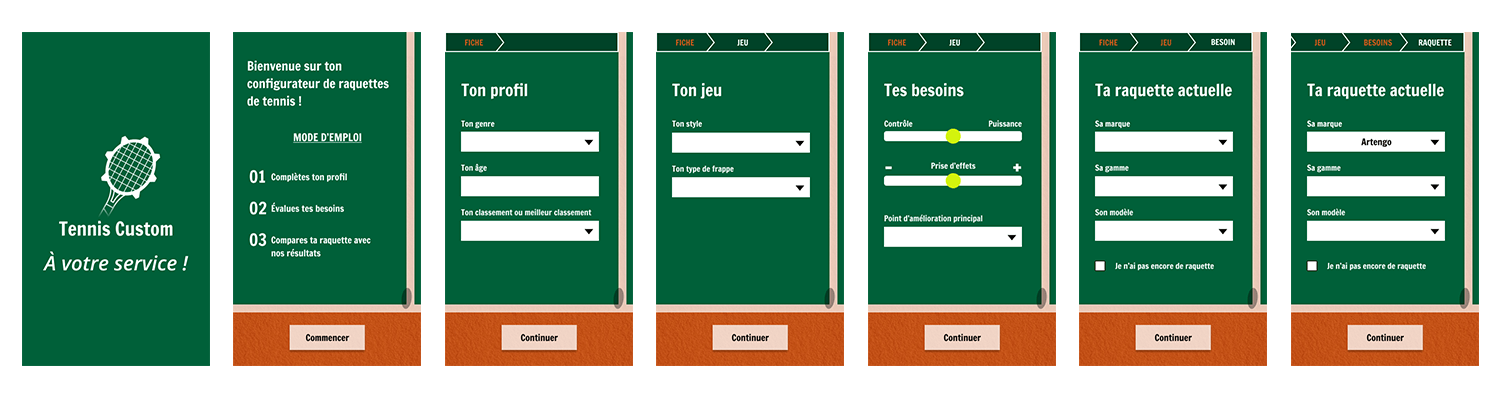 Tennis Custom
À votre service !
Bienvenue sur ton
configurateur de raquettes
de tennis !
MODE D'EMPLOI
01 Complètes ton profil
02 Évalues tes besoins
03 Compares ta raquette avec
nos résultats
Commencer
FICHE
Ton profil
Ton genre
Ton âge
Ton classement ou meilleur classement
Continuer
FICHE JEU
Ton jeu
Ton style
Ton type de frappe
Continuer
FICHE JEU
Tes besoins
Contrôle Puissance
- Prise d'effets +
Point d'amélioration principal
Continuer
FICHE JEU BESOIN
Ta raquette actuelle
Sa marque
Sa gamme
Son modèle
Je n'ai pas encore de raquette
Continuer
JEU BESOINS RAQUETTE
Ta raquette actuelle
Sa marque
Artengo
Sa gamme
Son modèle
Je n'ai pas encore de raquette
Continuer